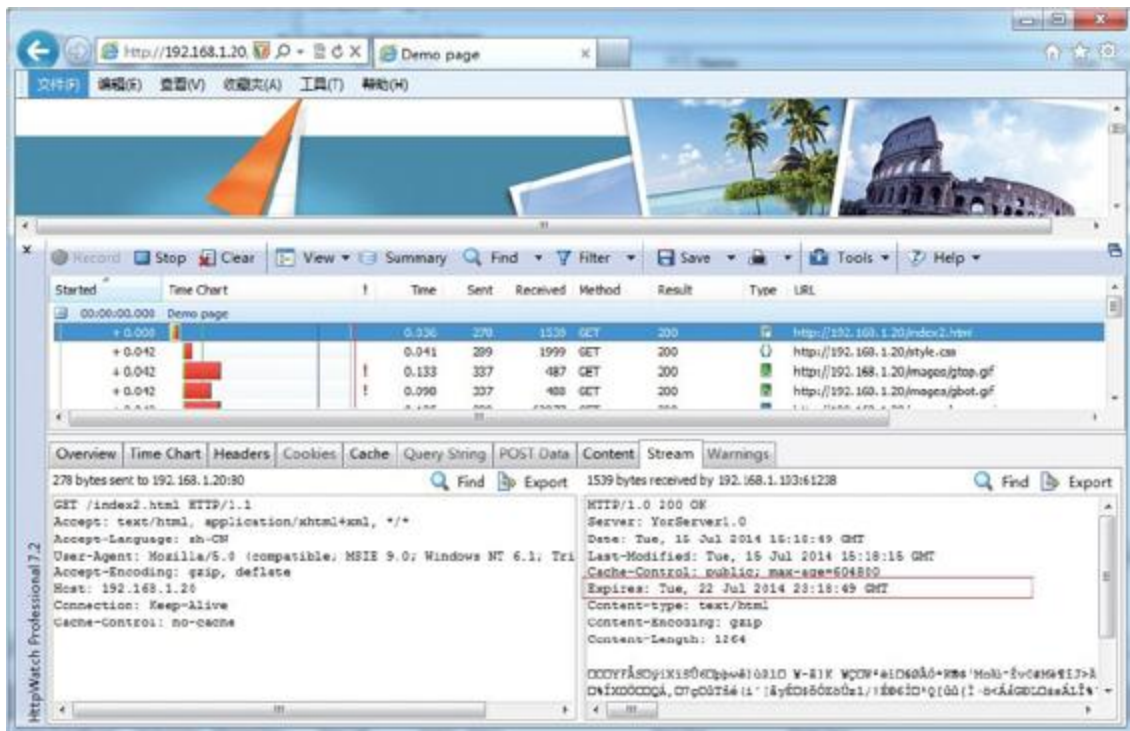 Http://192.168.1.20
Demo page
文件(F) 编辑(E) 查看(V) 收藏夹(A) 工具(T) 帮助(H)
Record Stop Clear View Summary Find Filter Save Tools Help
Started Time Chart ! Time Sent Received Method Result Type URL
00:00:00.000 Demo page
+ 0.000 0.336 278 1539 GET 200 http://192.168.1.20/index2.html
+ 0.042 0.041 289 1999 GET 200 http://192.168.1.20/style.css
+ 0.042 ! 0.133 337 487 GET 200 http://192.168.1.20/images/gtop.gif
+ 0.042 ! 0.098 337 488 GET 200 http://192.168.1.20/images/gbot.gif
Overview Time Chart Headers Cookies Cache Query String POST Data Content Stream Warnings
278 bytes sent to 192.168.1.20:80
Find Export
GET /index2.html HTTP/1.1
Accept: text/html, application/xhtml+xml, */*
Accept-Language: zh-CN
User-Agent: Mozilla/5.0 (compatible; MSIE 9.0; Windows NT 6.1; Tri
Accept-Encoding: gzip, deflate
Host: 192.168.1.20
Connection: Keep-Alive
Cache-Control: no-cache
1539 bytes received by 192.168.1.133:61238
Find Export
HTTP/1.0 200 OK
Server: YorServer1.0
Date: Tue, 15 Jul 2014 15:18:49 GMT
Last-Modified: Tue, 15 Jul 2014 15:18:15 GMT
Cache-Control: public; max-age=604800
Expires: Tue, 22 Jul 2014 23:18:49 GMT
Content-type: text/html
Content-Encoding: gzip
Content-Length: 1264
HttpWatch Professional 7.2